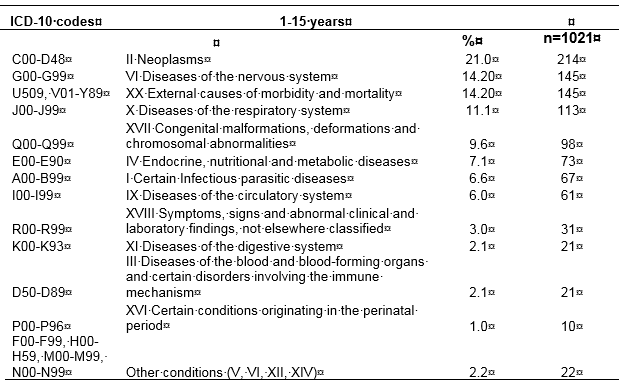 ICD-10·codes¤ 1-15·years¤ ¤
¤ %¤ n=1021¤
C00-D48¤ II·Neoplasms¤ 21.0¤ 214¤
G00-G99¤ VI·Diseases·of·the·nervous·system¤ 14.20¤ 145¤
U509,·V01-Y89¤ XX·External·causes·of·morbidity·and·mortality¤ 14.20¤ 145¤
J00-J99¤ X·Diseases·of·the·respiratory·system¤ 11.1¤ 113¤
XVII·Congenital·malformations,·deformations·and·
Q00-Q99¤ chromosomal·abnormalities¤ 9.6¤ 98¤
E00-E90¤ IV·Endocrine,·nutritional·and·metabolic·diseases¤ 7.1¤ 73¤
A00-B99¤ I·Certain·Infectious·parasitic·diseases¤ 6.6¤ 67¤
I00-I99¤ IX·Diseases·of·the·circulatory·system¤ 6.0¤ 61¤
XVIII·Symptoms,·signs·and·abnormal·clinical·and·
R00-R99¤ laboratory·findings,·not·elsewhere·classified¤ 3.0¤ 31¤
K00-K93¤ XI·Diseases·of·the·digestive·system¤ 2.1¤ 21¤
III·Diseases·of·the·blood·and·blood-forming·organs·
and·certain·disorders·involving·the·immune·
D50-D89¤ mechanism¤ 2.1¤ 21¤
XVI·Certain·conditions·originating·in·the·perinatal·
P00-P96¤ period¤ 1.0¤ 10¤
F00-F99,·H00-
H59,·M00-M99,·
N00-N99¤ Other·conditions·(V,·VI,·XII,·XIV)¤ 2.2¤ 22¤